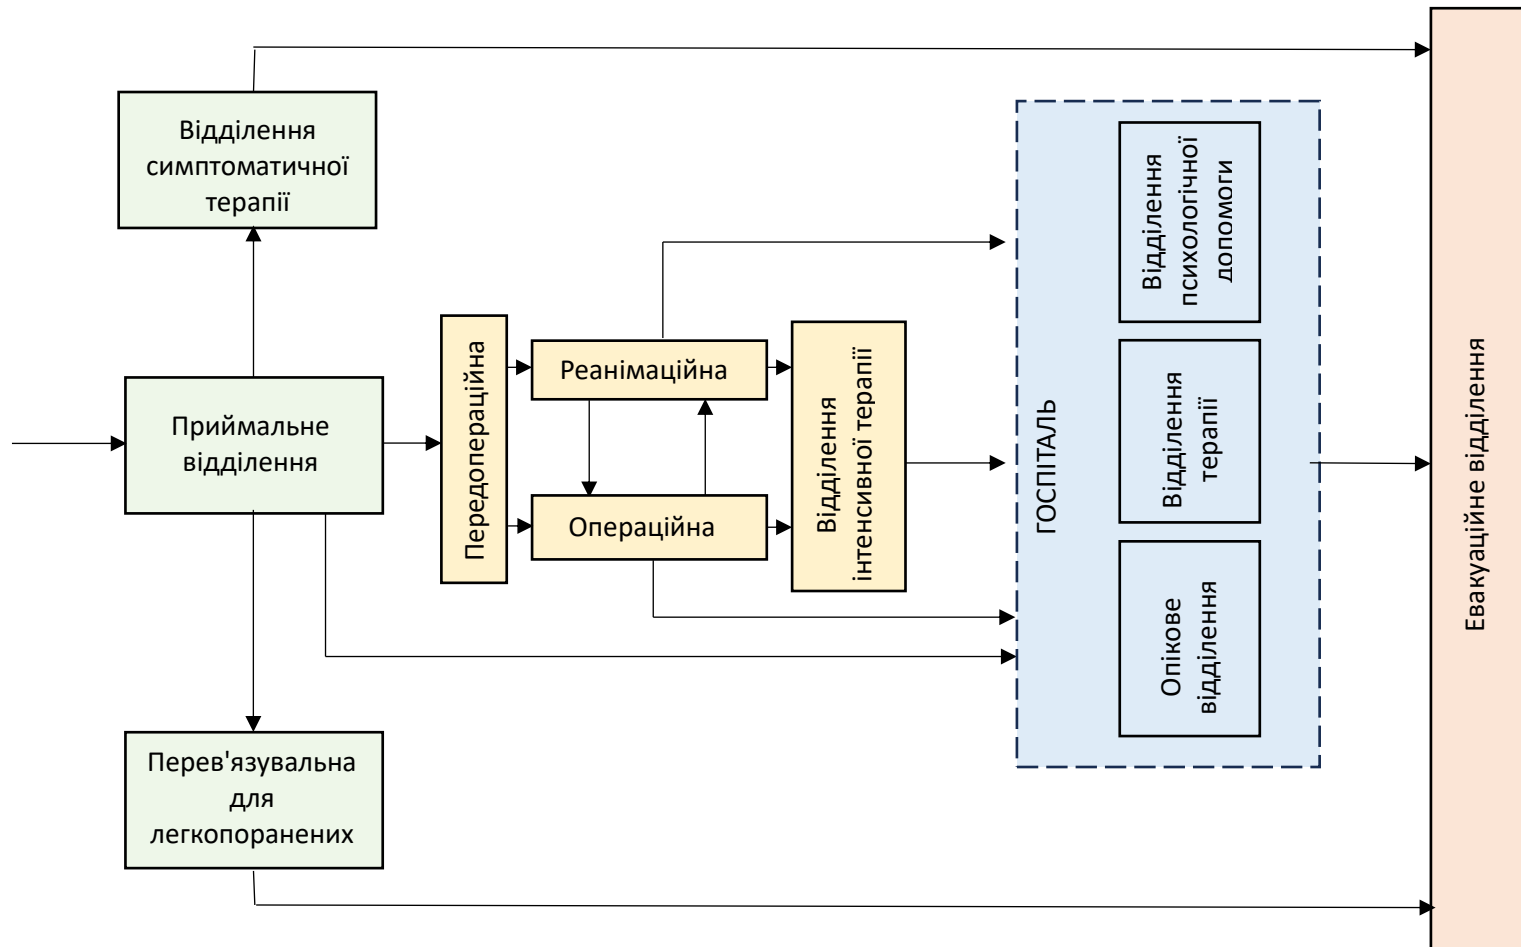 Відділення
симптоматичної
терапії
Приймальне
відділення
Перев'язувальна
для
легкопоранених
Передопераційна
Реанімаційна
Операційна
Відділення
інтенсивної терапії
ГОСПІТАЛЬ
Відділення
психологічної
допомоги
Відділення
терапії
Опікове
відділення
Евакуаційне відділення